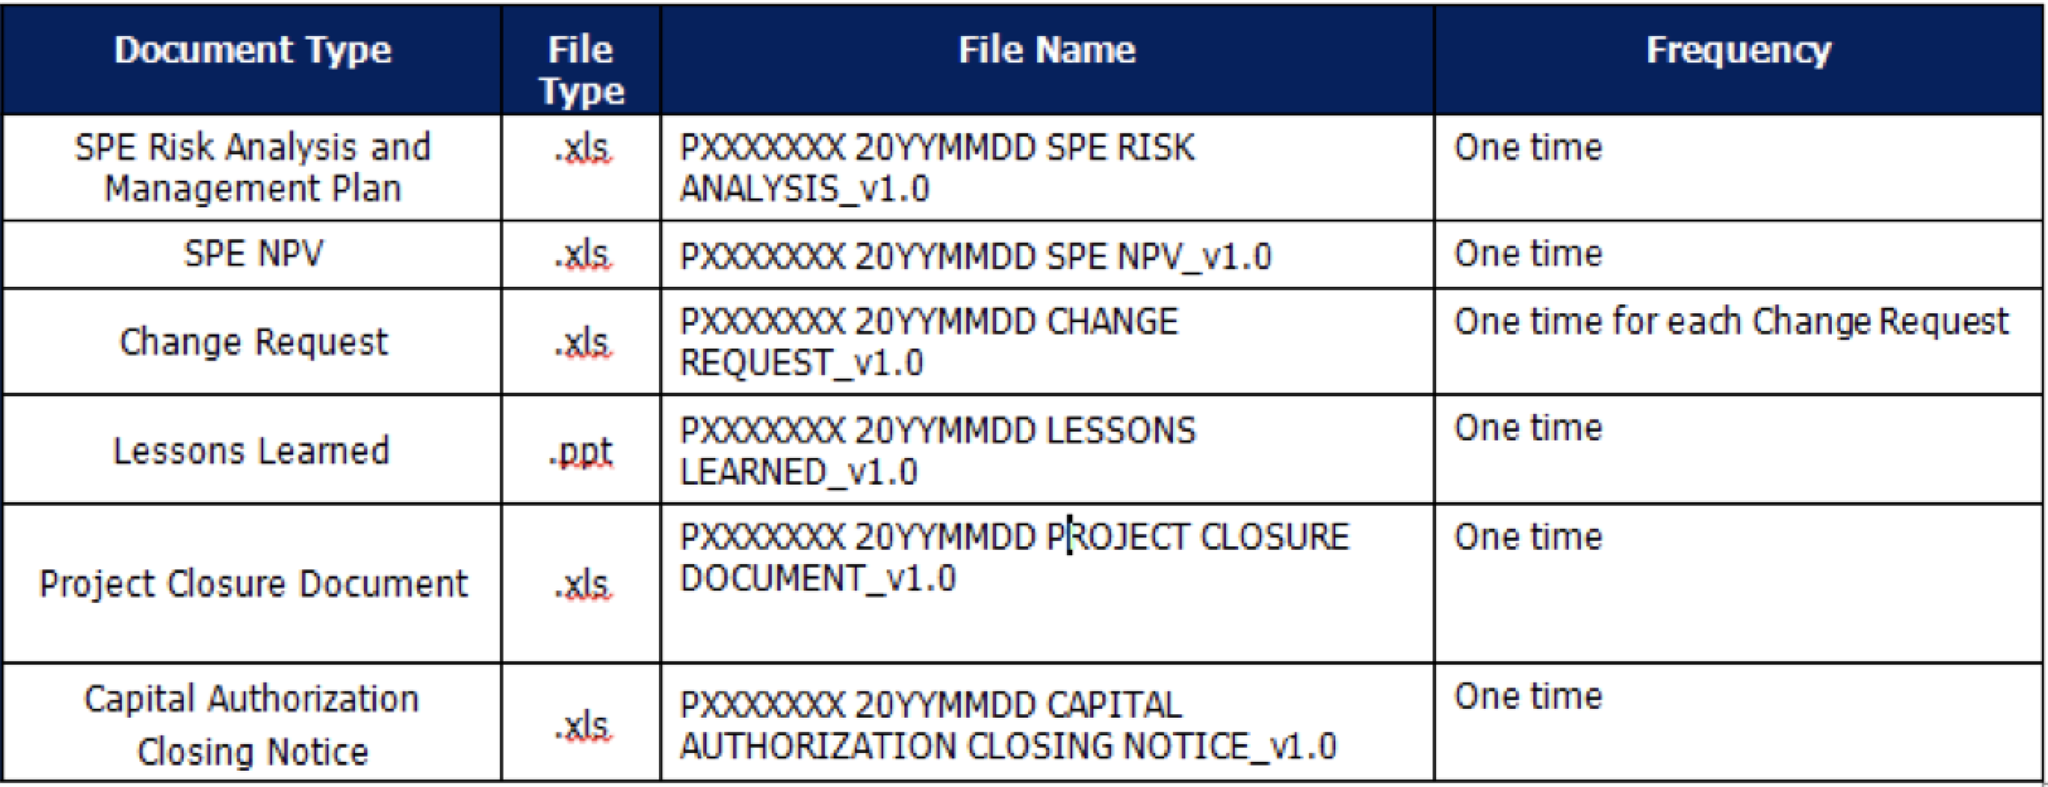 Document Type
File
Type
File Name
Frequency
SPE Risk Analysis and
Management Plan
.xls
PXXXXXXX 20YYMMDD SPE RISK
ANALYSIS_v1.0
One time
SPE NPV
.xls
PXXXXXXX 20YYMMDD SPE NPV_v1.0
One time
Change Request
.xls
PXXXXXXX 20YYMMDD CHANGE
REQUEST_v1.0
One time for each Change Request
Lessons Learned
.ppt
PXXXXXXX 20YYMMDD LESSONS
LEARNED_v1.0
One time
Project Closure Document
.xls
PXXXXXXX 20YYMMDD PROJECT CLOSURE
DOCUMENT_v1.0
One time
Capital Authorization
Closing Notice
.xls
PXXXXXXX 20YYMMDD CAPITAL
AUTHORIZATION CLOSING NOTICE_v1.0
One time